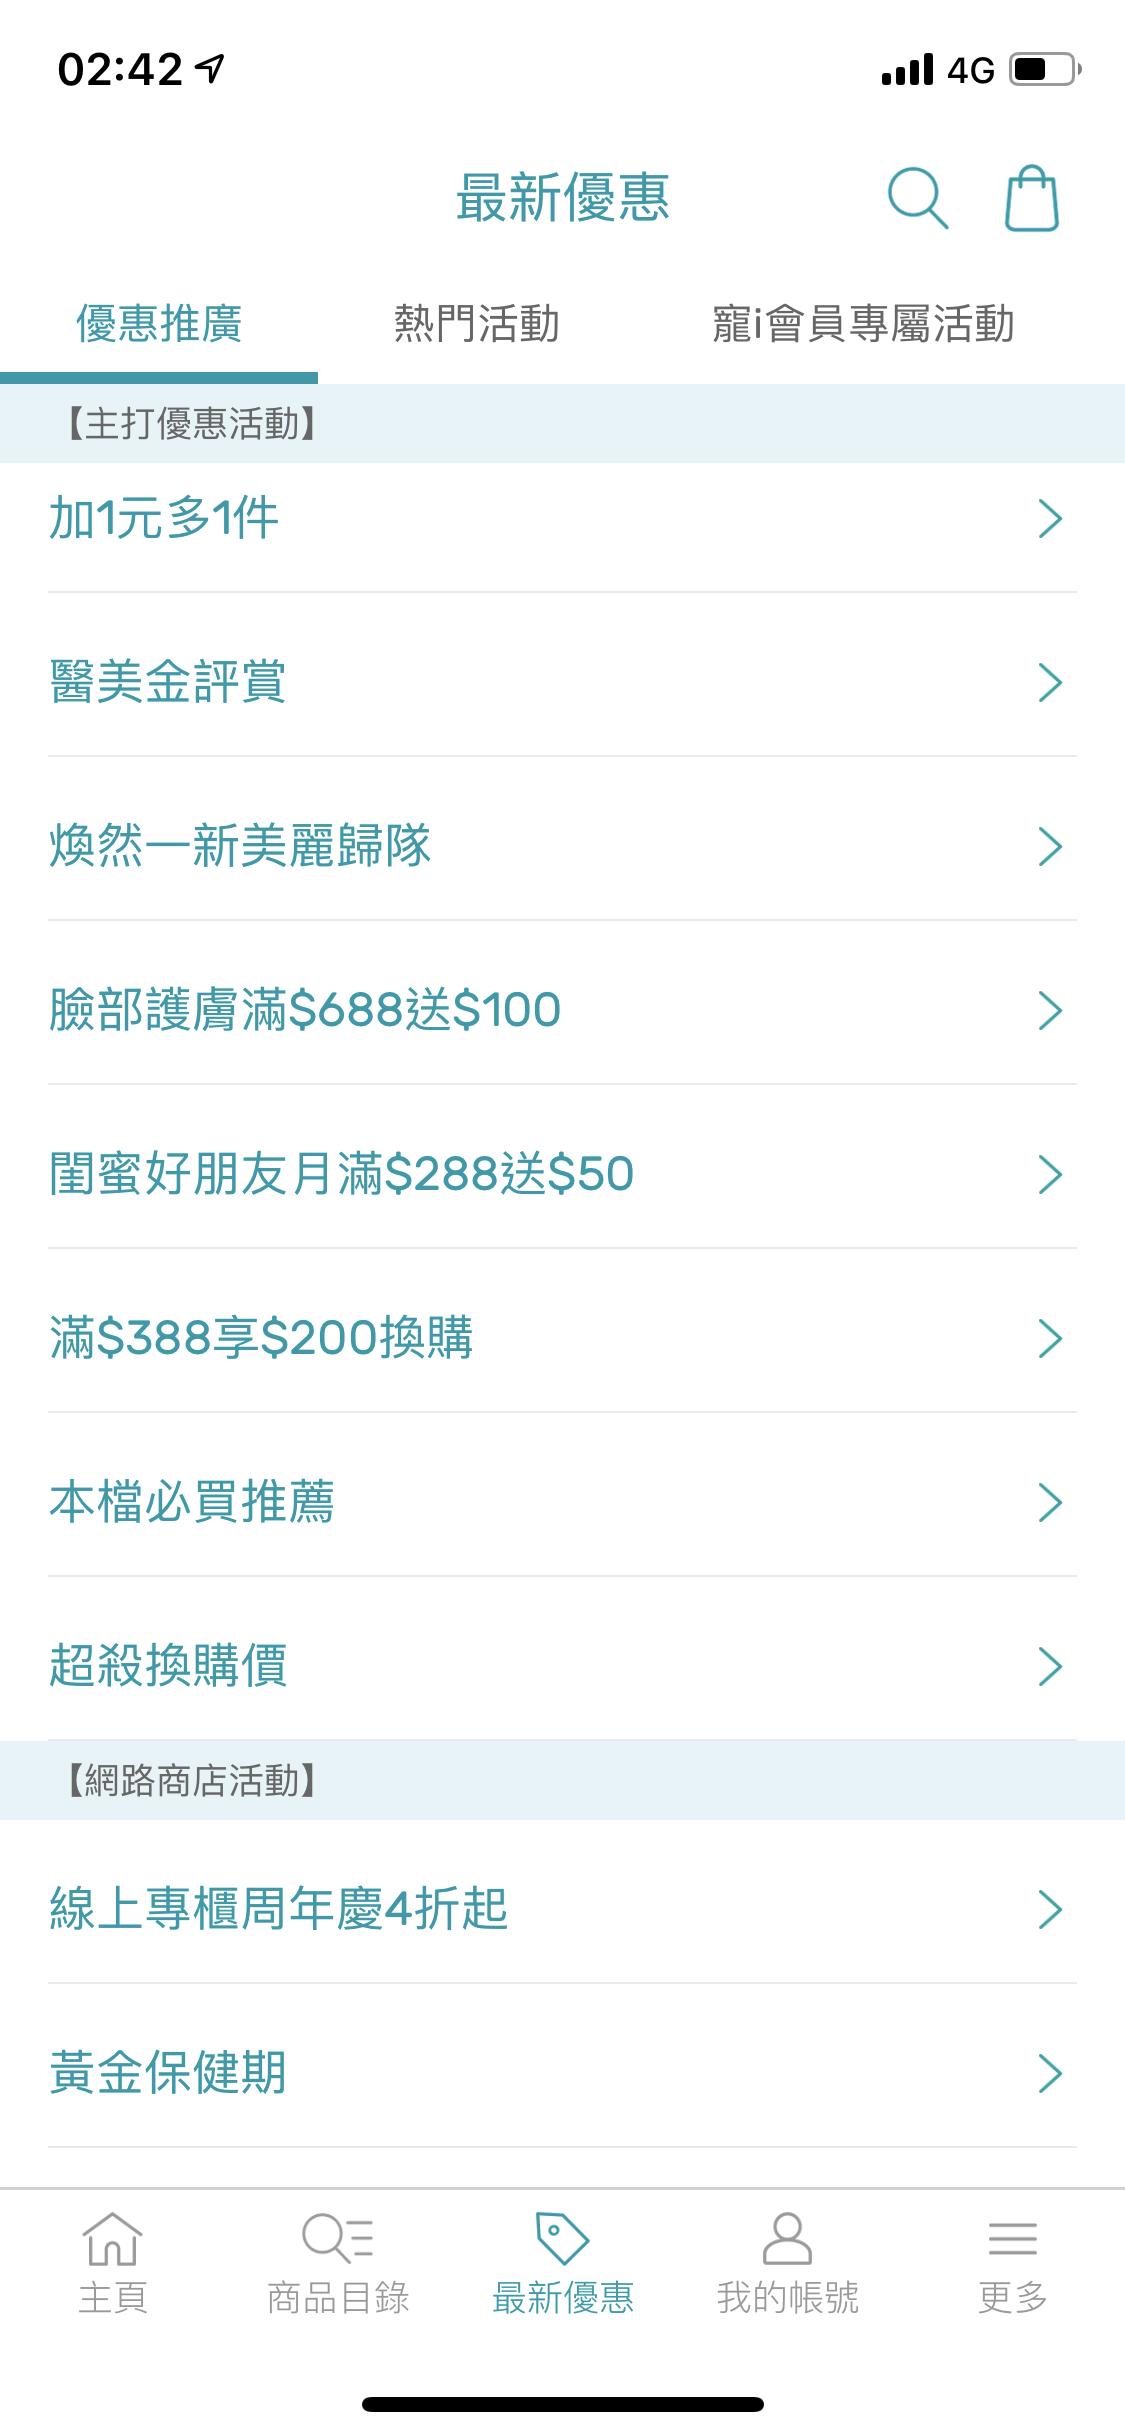 02:42
4G
最新優惠
優惠推廣 熱門活動 寵i會員專屬活動
【主打優惠活動】
加1元多1件
醫美金評賞
煥然一新美麗歸隊
臉部護膚滿$688送$100
閨蜜好朋友月滿$288送$50
滿$388享$200換購
本檔必買推薦
超殺換購價
【網路商店活動】
線上專櫃周年慶4折起
黃金保健期
主頁 商品目錄 最新優惠 我的帳號 更多